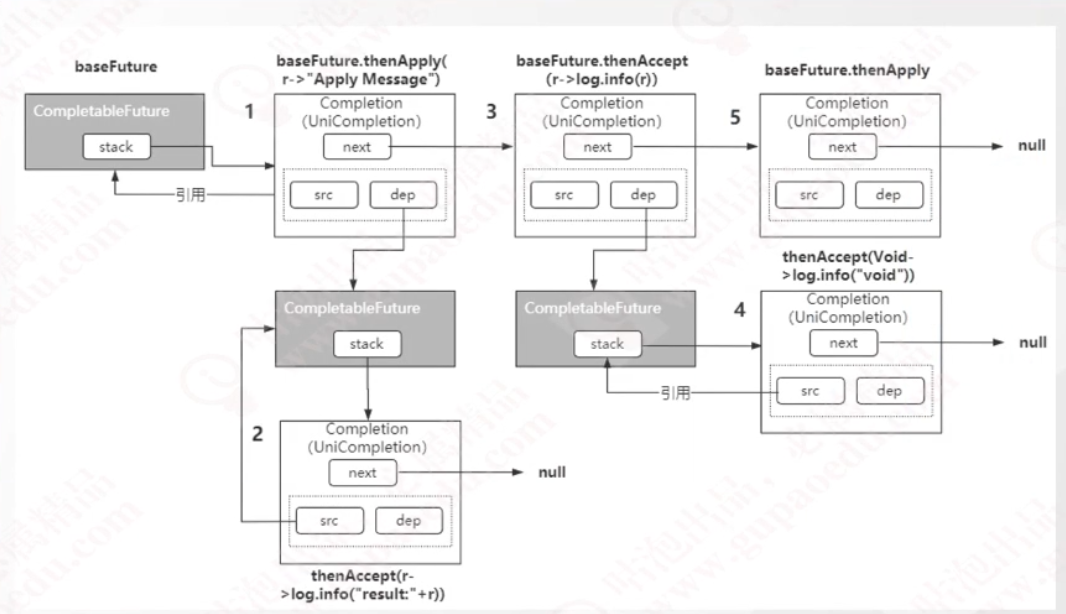 baseFuture
CompletableFuture
stack
引用
1
baseFuture.thenApply(
r->"Apply Message")
Completion
(UniCompletion)
next
src
dep
3
baseFuture.thenAccept
(r->log.info(r))
Completion
(UniCompletion)
next
src
dep
5
baseFuture.thenApply
Completion
(UniCompletion)
next
src
dep
null
CompletableFuture
stack
2
Completion
(UniCompletion)
next
src
dep
null
thenAccept(r-
>log.info("result:"+r))
CompletableFuture
stack
引用
4
thenAccept(Void-
>log.info("void"))
Completion
(UniCompletion)
next
src
dep
null